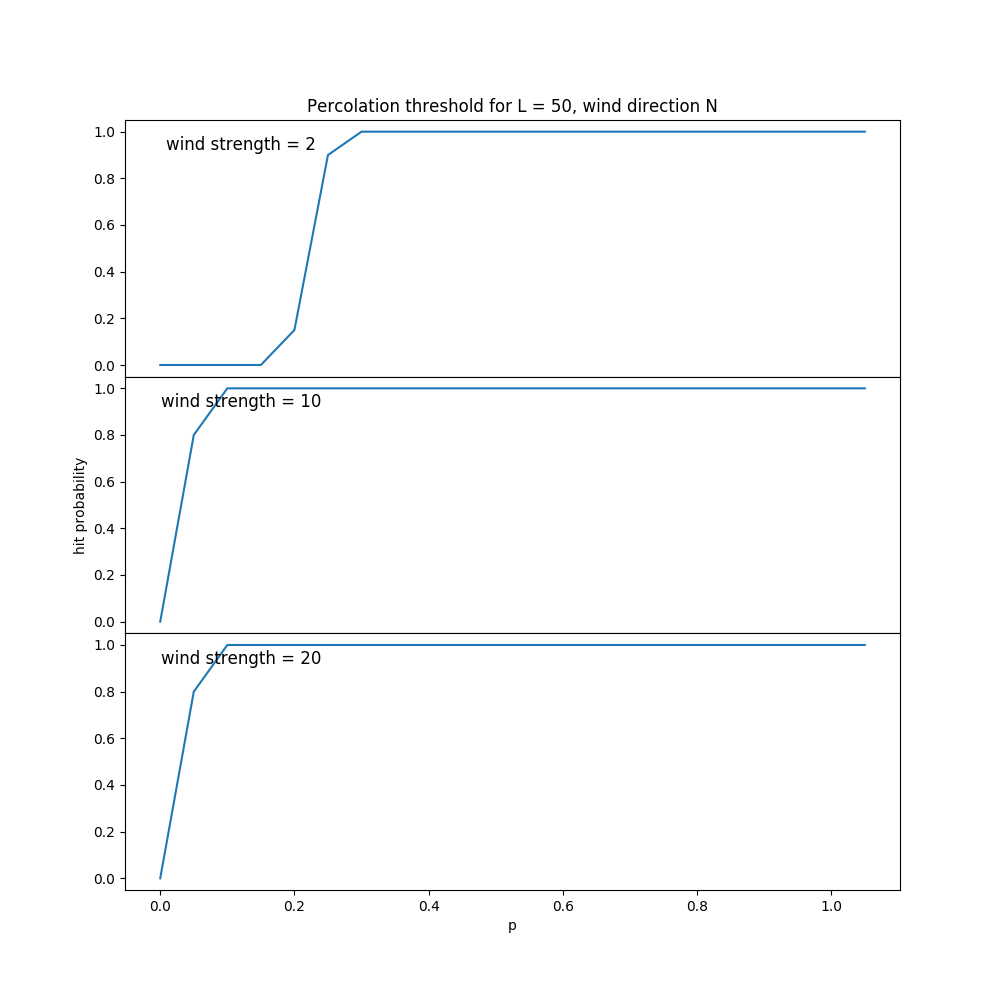 Percolation threshold for L = 50, wind direction N
1.0
wind strength = 2
0.8
0.6
0.4
0.2
0.0
1.0
wind strength = 10
0.8
0.6
hit probability
0.4
0.2
0.0
1.0
wind strength = 20
0.8
0.6
0.4
0.2
0.0
0.0 0.2 0.4 0.6 0.8 1.0
p